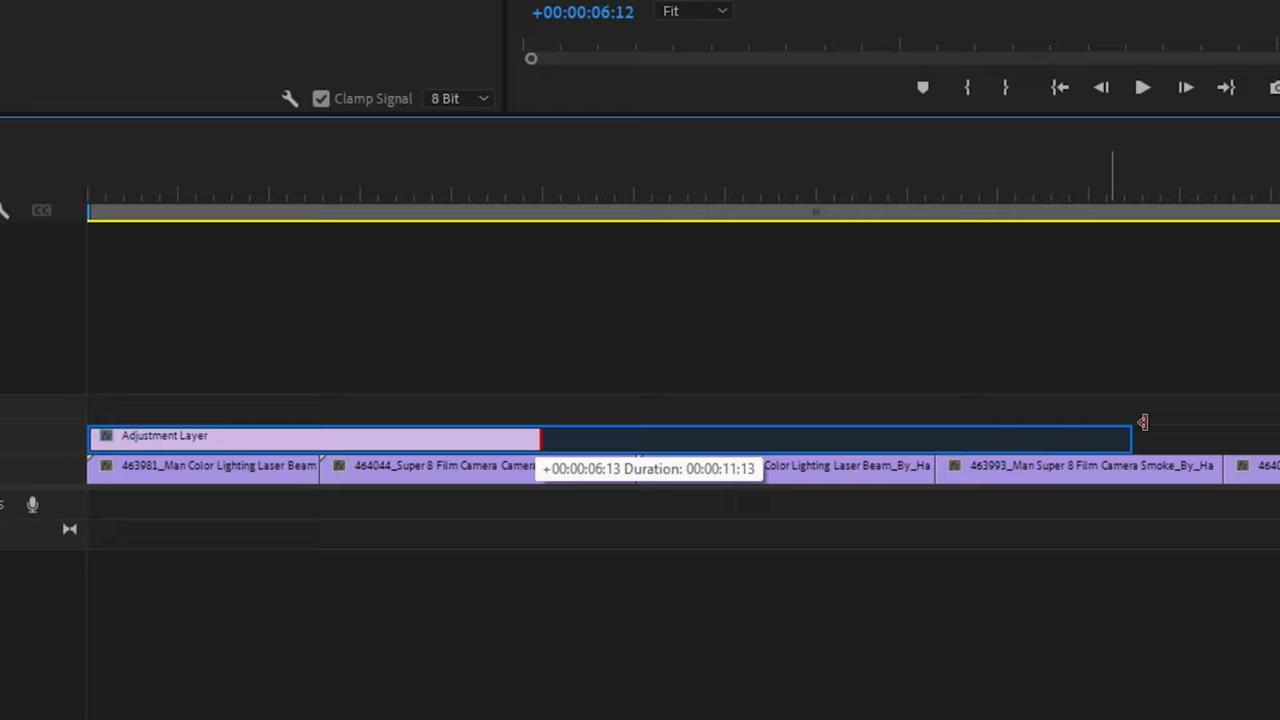 +00:00:06:12
Fit
Clamp Signal
8 Bit
Adjustment Layer
463981_Man Color Lighting Laser Beam
464044_Super 8 Film Camera Camer
Color Lighting Laser Beam_By_Ha
463993_Man Super 8 Film Camera Smoke_By_Ha
+00:00:06:13 Duration: 00:00:11:13